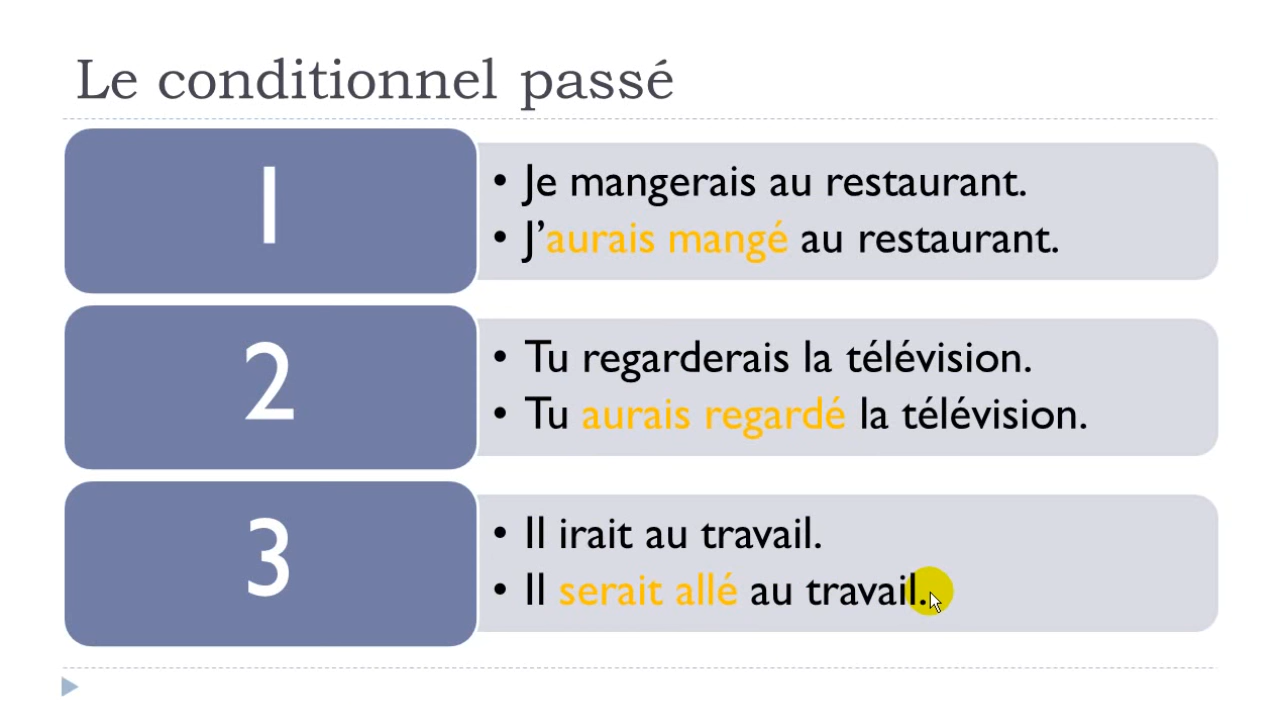 Le conditionnel passé
1
• Je mangerais au restaurant.
• J’aurais mangé au restaurant.
2
• Tu regarderais la télévision.
• Tu aurais regardé la télévision.
3
• Il irait au travail.
• Il serait allé au travail.